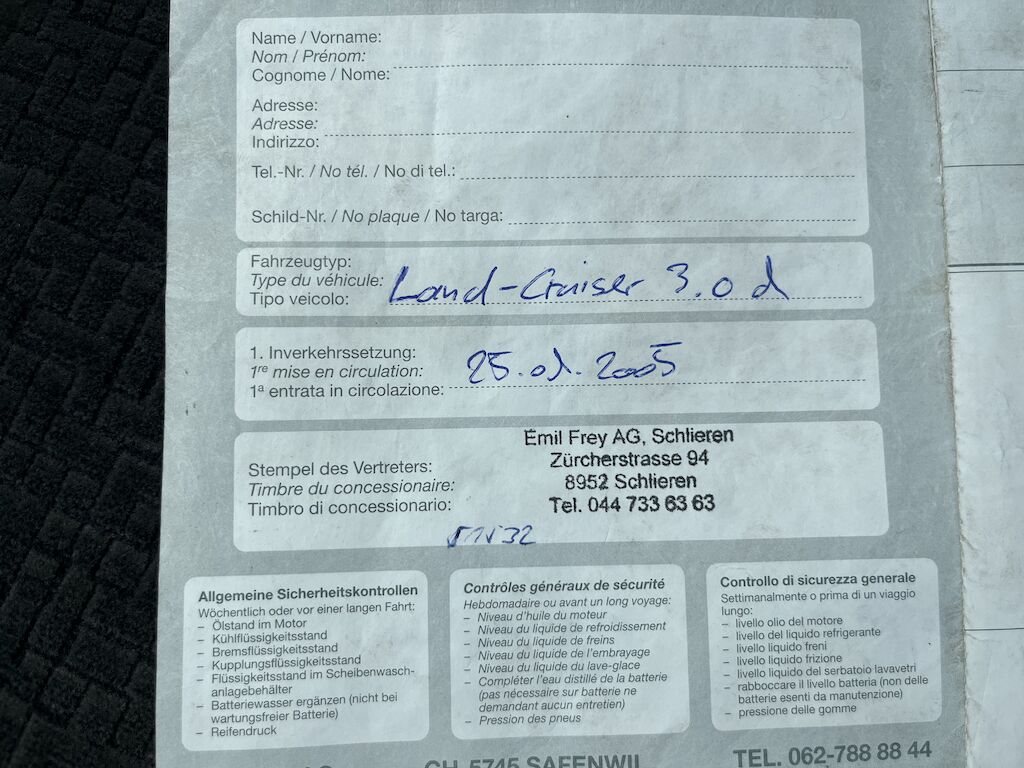 Name / Vorname:
Nom / Prénom:
Cognome / Nome:
Adresse:
Adresse:
Indirizzo:
Tel.-Nr. / No tél. / No di tel.:
Schild-Nr. / No plaque / No targa:
Fahrzeugtyp:
Type du véhicule:
Tipo veicolo:
Land-Cruiser 3.0 d
1. Inverkehrssetzung:
1re mise en circulation:
1a entrata in circolazione:
25.01.2005
Stempel des Vertreters:
Timbre du concessionaire:
Timbro di concessionario:
Emil Frey AG, Schlieren
Zürcherstrasse 94
8952 Schlieren
Tel. 044 733 63 63
Allgemeine Sicherheitskontrollen
Wöchentlich oder vor einer langen Fahrt:
– Ölstand im Motor
– Kühlflüssigkeitsstand
– Bremsflüssigkeitsstand
– Kupplungsflüssigkeitsstand
– Flüssigkeitsstand im Scheibenwasch-
anlagebehälter
– Batteriewasser ergänzen (nicht bei
wartungsfreier Batterie)
– Reifendruck
Contrôles généraux de sécurité
Hebdomadaire ou avant un long voyage:
– Niveau d'huile du moteur
– Niveau du liquide de refroidissement
– Niveau du liquide de freins
– Niveau du liquide de l'embrayage
– Niveau du liquide du lave-glace
– Compléter l'eau distillé de la batterie
(pas nécessaire sur batterie ne
demandant aucun entretien)
– Pression des pneus
Controllo di sicurezza generale
Settimanalmente o prima di un viaggio
lungo:
– livello olio del motore
– livello del liquido refrigerante
– livello liquido freni
– livello liquido frizione
– livello liquido del serbatoio lavavetri
– rabboccare il livello batteria (non delle
batterie esenti da manutenzione)
– pressione delle gomme
CH-5745 SAFENWIL
TEL. 062-788 88 44